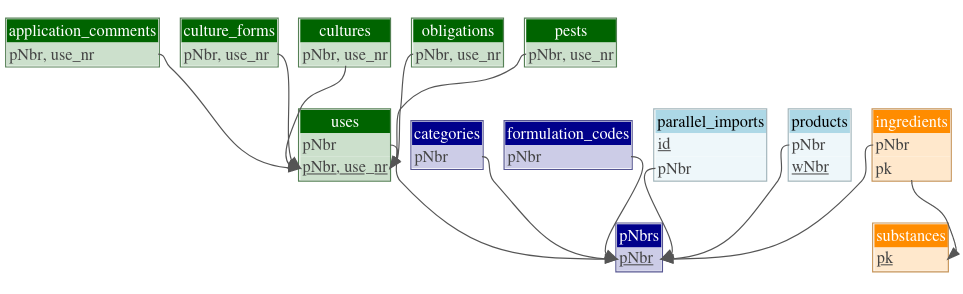 application_comments
pNbr, use_nr
culture_forms
pNbr, use_nr
cultures
pNbr, use_nr
obligations
pNbr, use_nr
pests
pNbr, use_nr
uses
pNbr
pNbr, use_nr
categories
pNbr
formulation_codes
pNbr
parallel_imports
id
pNbr
products
pNbr
wNbr
ingredients
pNbr
pk
pNbrs
pNbr
substances
pk